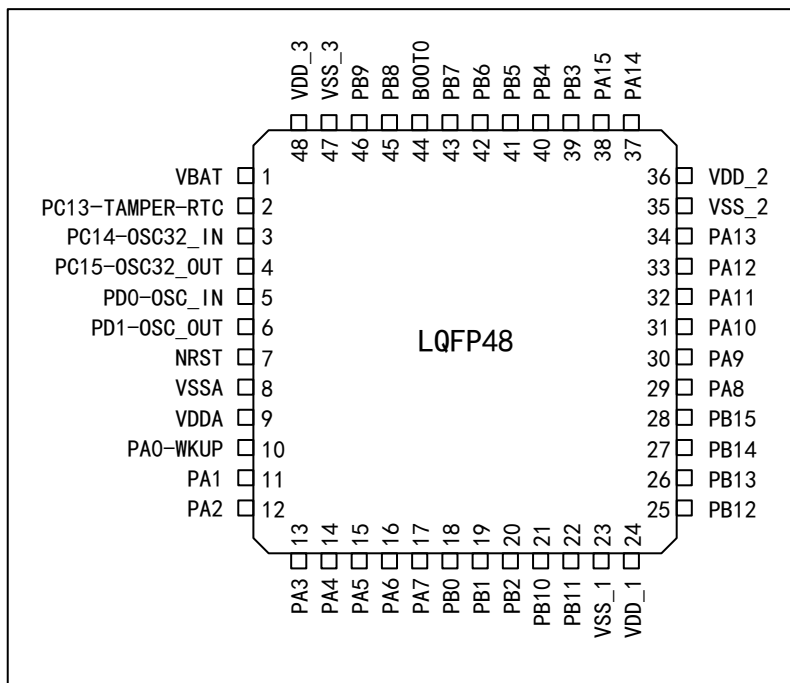 VDD_3
VSS_3
PB9
PB8
BOOT0
PB7
PB6
PB5
PB4
PB3
PA15
PA14
48
47
46
45
44
43
42
41
40
39
38
37
VBAT 1
PC13-TAMPER-RTC 2
PC14-OSC32_IN 3
PC15-OSC32_OUT 4
PD0-OSC_IN 5
PD1-OSC_OUT 6
NRST 7
VSSA 8
VDDA 9
PA0-WKUP 10
PA1 11
PA2 12
LQFP48
36 VDD_2
35 VSS_2
34 PA13
33 PA12
32 PA11
31 PA10
30 PA9
29 PA8
28 PB15
27 PB14
26 PB13
25 PB12
13
14
15
16
17
18
19
20
21
22
23
24
PA3
PA4
PA5
PA6
PA7
PB0
PB1
PB2
PB10
PB11
VSS_1
VDD_1